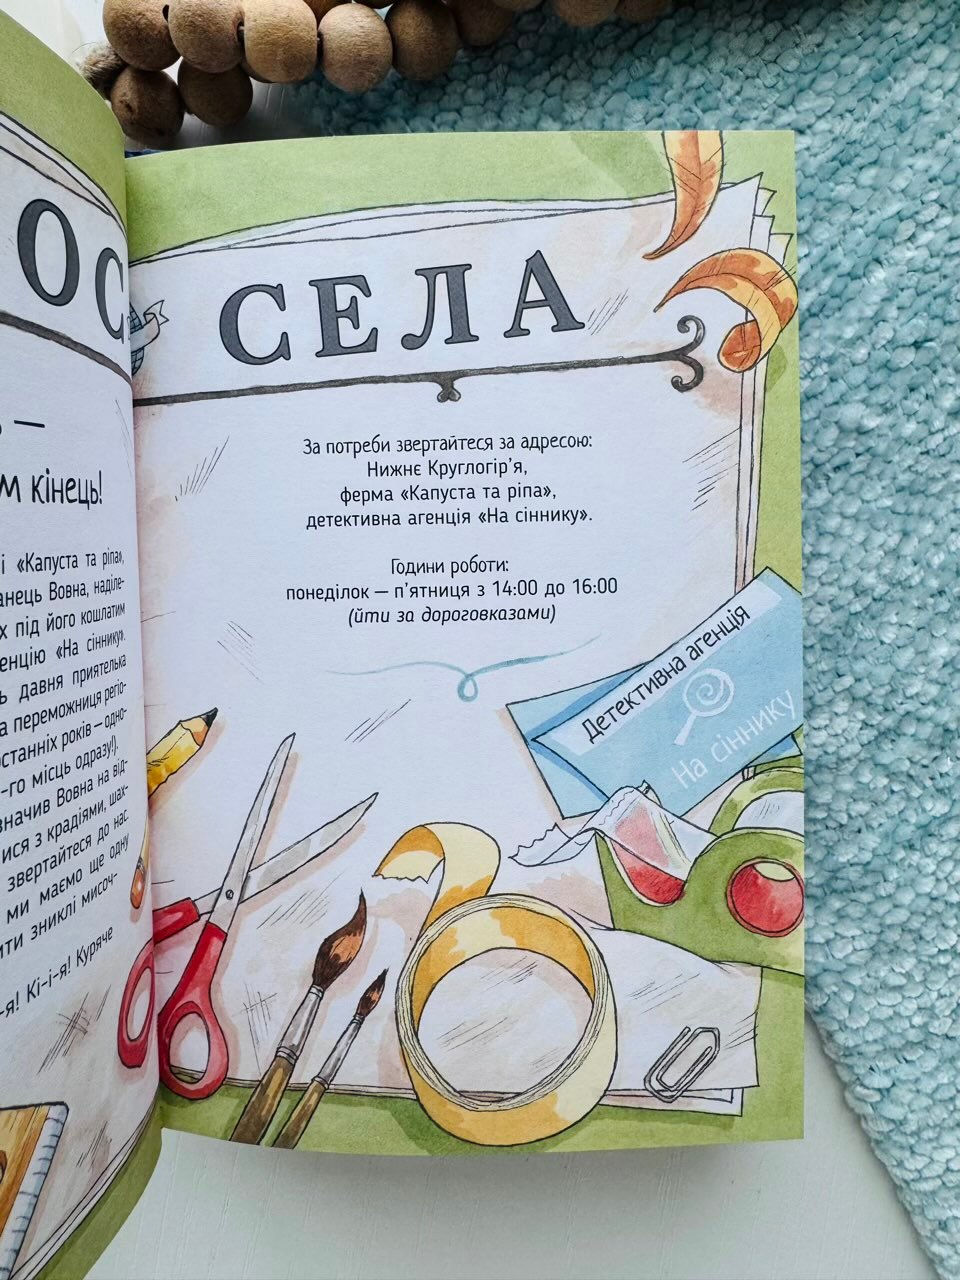 ОС
ь —
м кінець!
і «Капуста та ріпа»,
анець Вовна, наділе-
х під його кошлатим
енцію «На сіннику».
ь давня приятелька
а переможниця регіо-
останніх років — одно-
-го місць одразу!).
значив Вовна на від-
ися з крадіями, шах-
звертайтеся до нас.
ми маємо ще одну
ити зниклі мисоч-
-я! Кі-і-я! Куряче
СЕЛА
За потреби звертайтеся за адресою:
Нижнє Круглогір’я,
ферма «Капуста та ріпа»,
детективна агенція «На сіннику».
Години роботи:
понеділок — п’ятниця з 14:00 до 16:00
(йти за дороговказами)
Детективна агенція
На сіннику